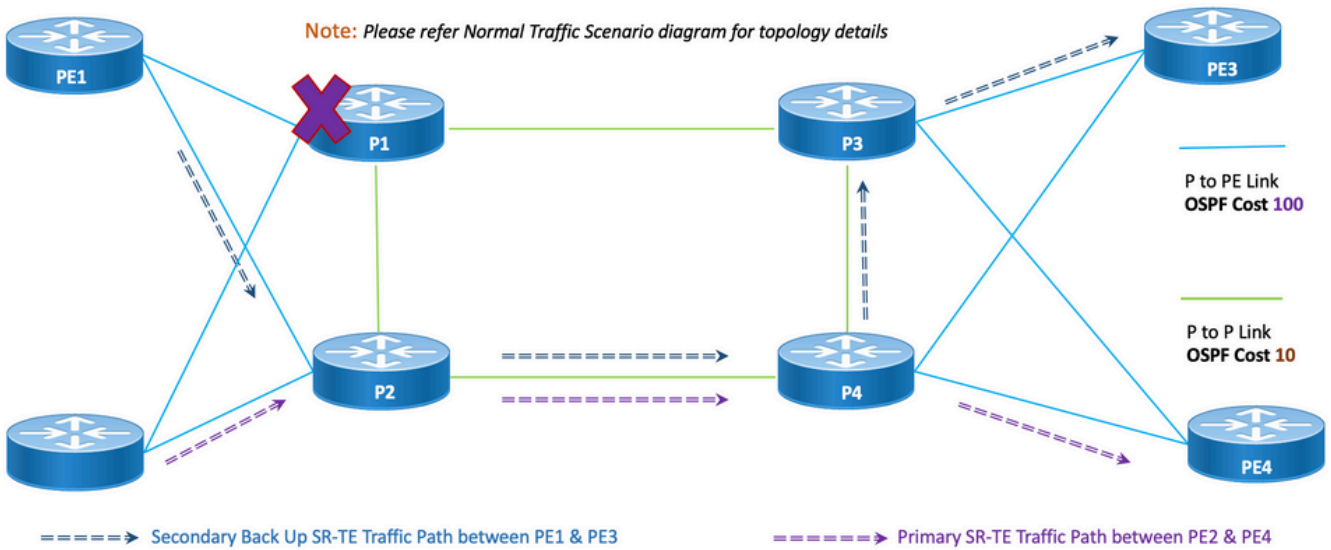 Note: Please refer Normal Traffic Scenario diagram for topology details
PE1
P1
P3
PE3
P to PE Link
OSPF Cost 100
P to P Link
OSPF Cost 10
P2
P4
PE4
Secondary Back Up SR-TE Traffic Path between PE1 & PE3
Primary SR-TE Traffic Path between PE2 & PE4